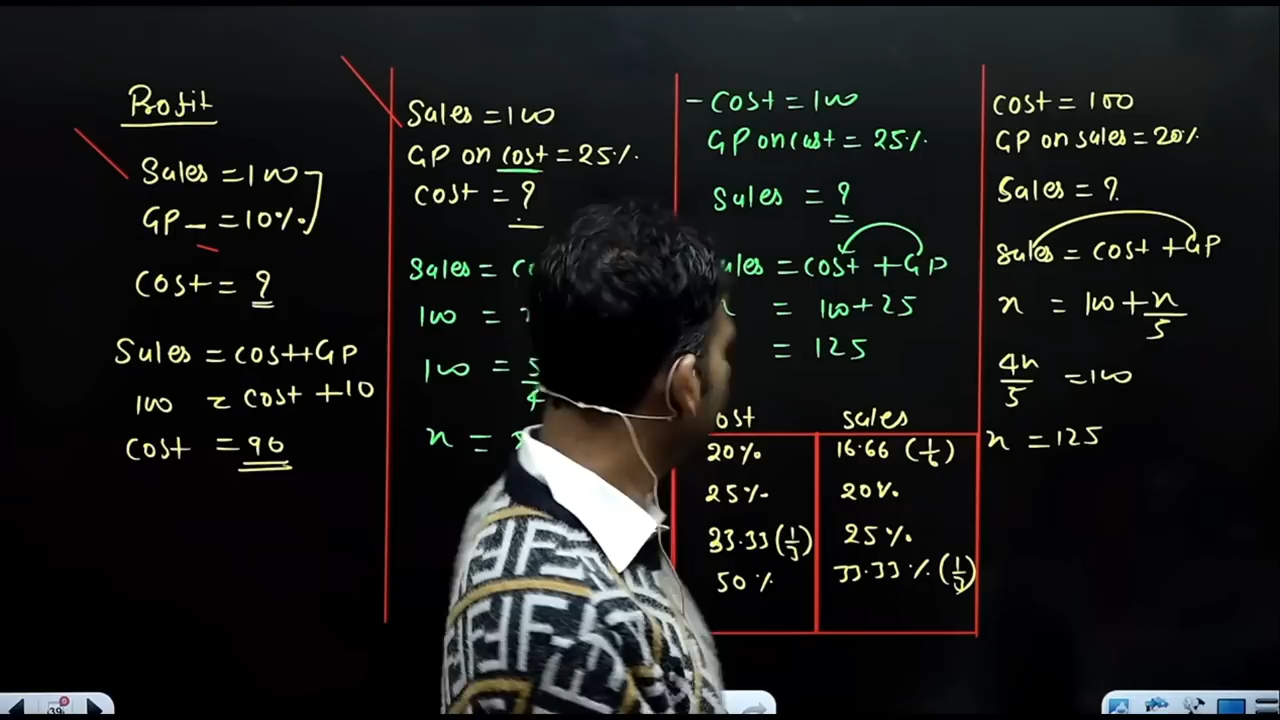 Profit
Sales = 100
GP = 10%
Cost = ?
Sales = Cost + GP
100 = Cost + 10
Cost = 90
Sales = 100
GP on cost = 25%
Cost = ?
Sales =
100 =
100 =
x =
- Cost = 100
GP on cost = 25%
Sales = ?
= Cost + GP
= 100 + 25
= 125
Sales
20% 16.66 (1/6)
25% 20%
33.33 (1/3) 25%
50% 33.33% (1/3)
Cost = 100
GP on sales = 20%
Sales = ?
Sales = Cost + GP
x = 100 + x/5
4x/5 = 100
x = 125
39